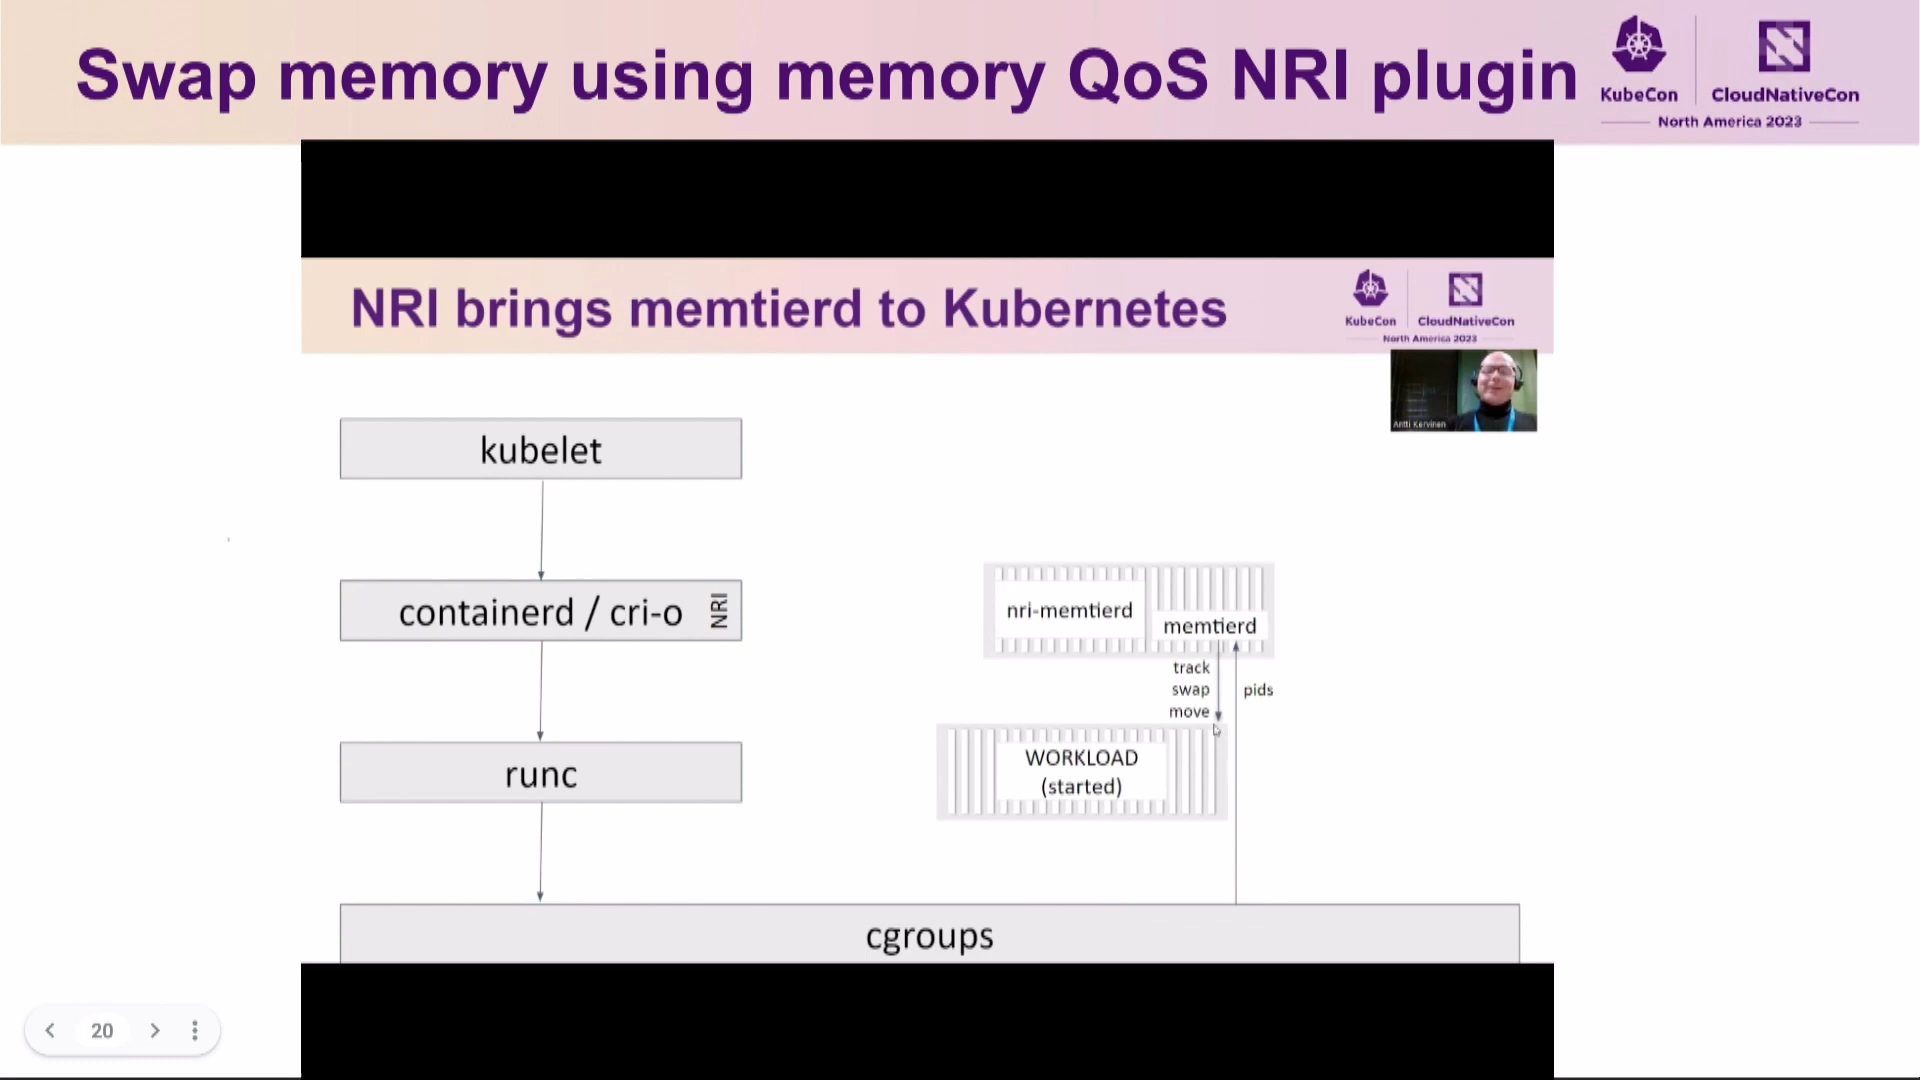 Swap memory using memory QoS NRI plugin
KubeCon
CloudNativeCon
North America 2023
NRI brings memtierd to Kubernetes
KubeCon
CloudNativeCon
North America 2023
Antti Kervinen
kubelet
containerd / cri-o
NRI
nri-memtierd
memtierd
track
swap
move
pids
WORKLOAD
(started)
runc
cgroups
20